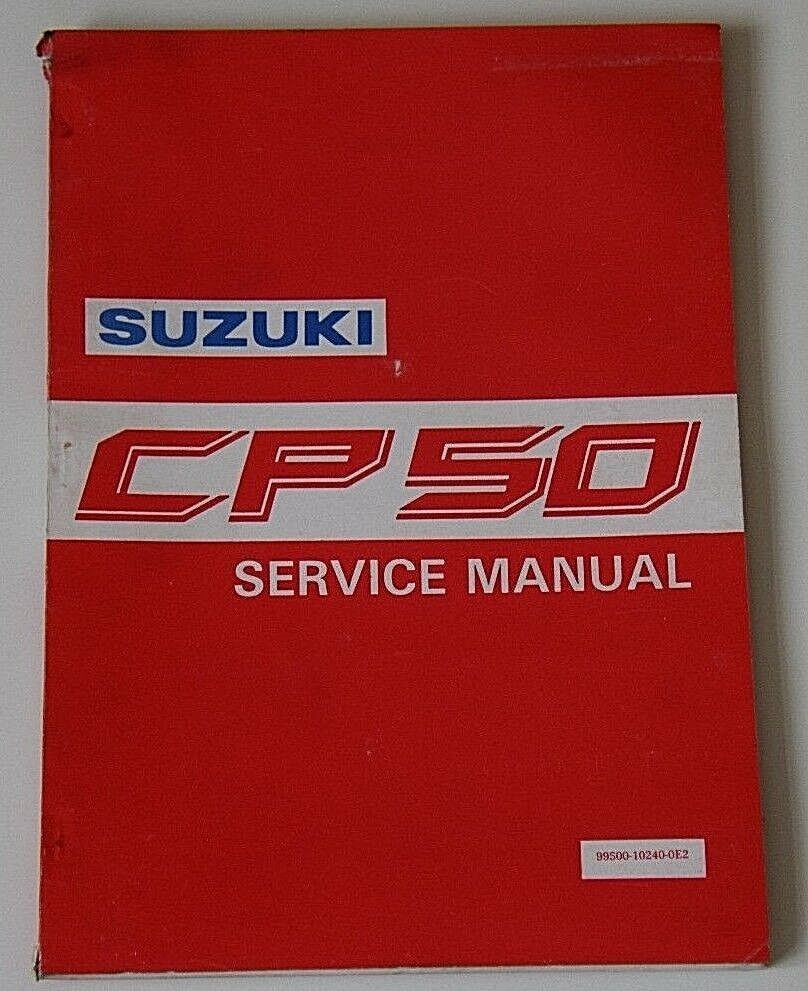 SUZUKI
CP50
SERVICE MANUAL
99500-10240-0E2